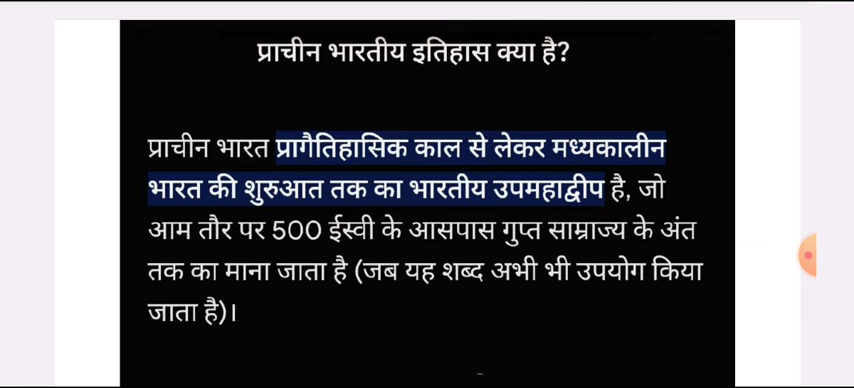 प्राचीन भारतीय इतिहास क्या है?
प्राचीन भारत प्रागैतिहासिक काल से लेकर मध्यकालीन
भारत की शुरुआत तक का भारतीय उपमहाद्वीप है, जो
आम तौर पर 500 ईस्वी के आसपास गुप्त साम्राज्य के अंत
तक का माना जाता है (जब यह शब्द अभी भी उपयोग किया
जाता है)।